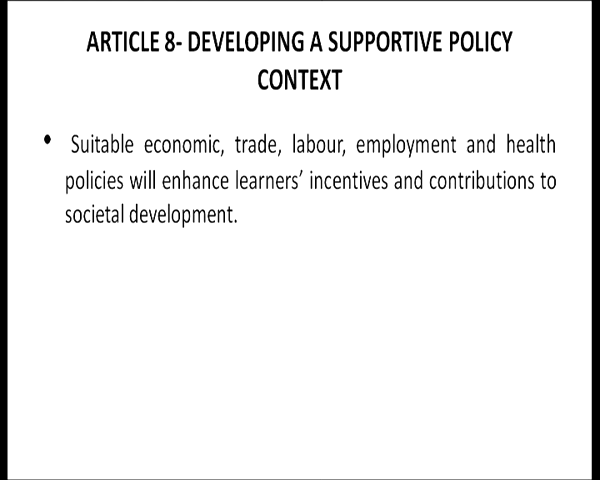 ARTICLE 8- DEVELOPING A SUPPORTIVE POLICY
CONTEXT
• Suitable economic, trade, labour, employment and health
policies will enhance learners’ incentives and contributions to
societal development.